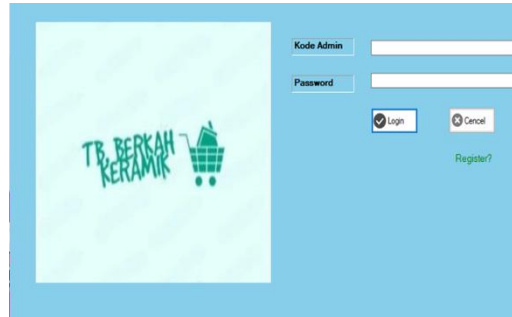 TB. BERKAH
KERAMIK
Kode Admin
Password
Login
Cencel
Register?